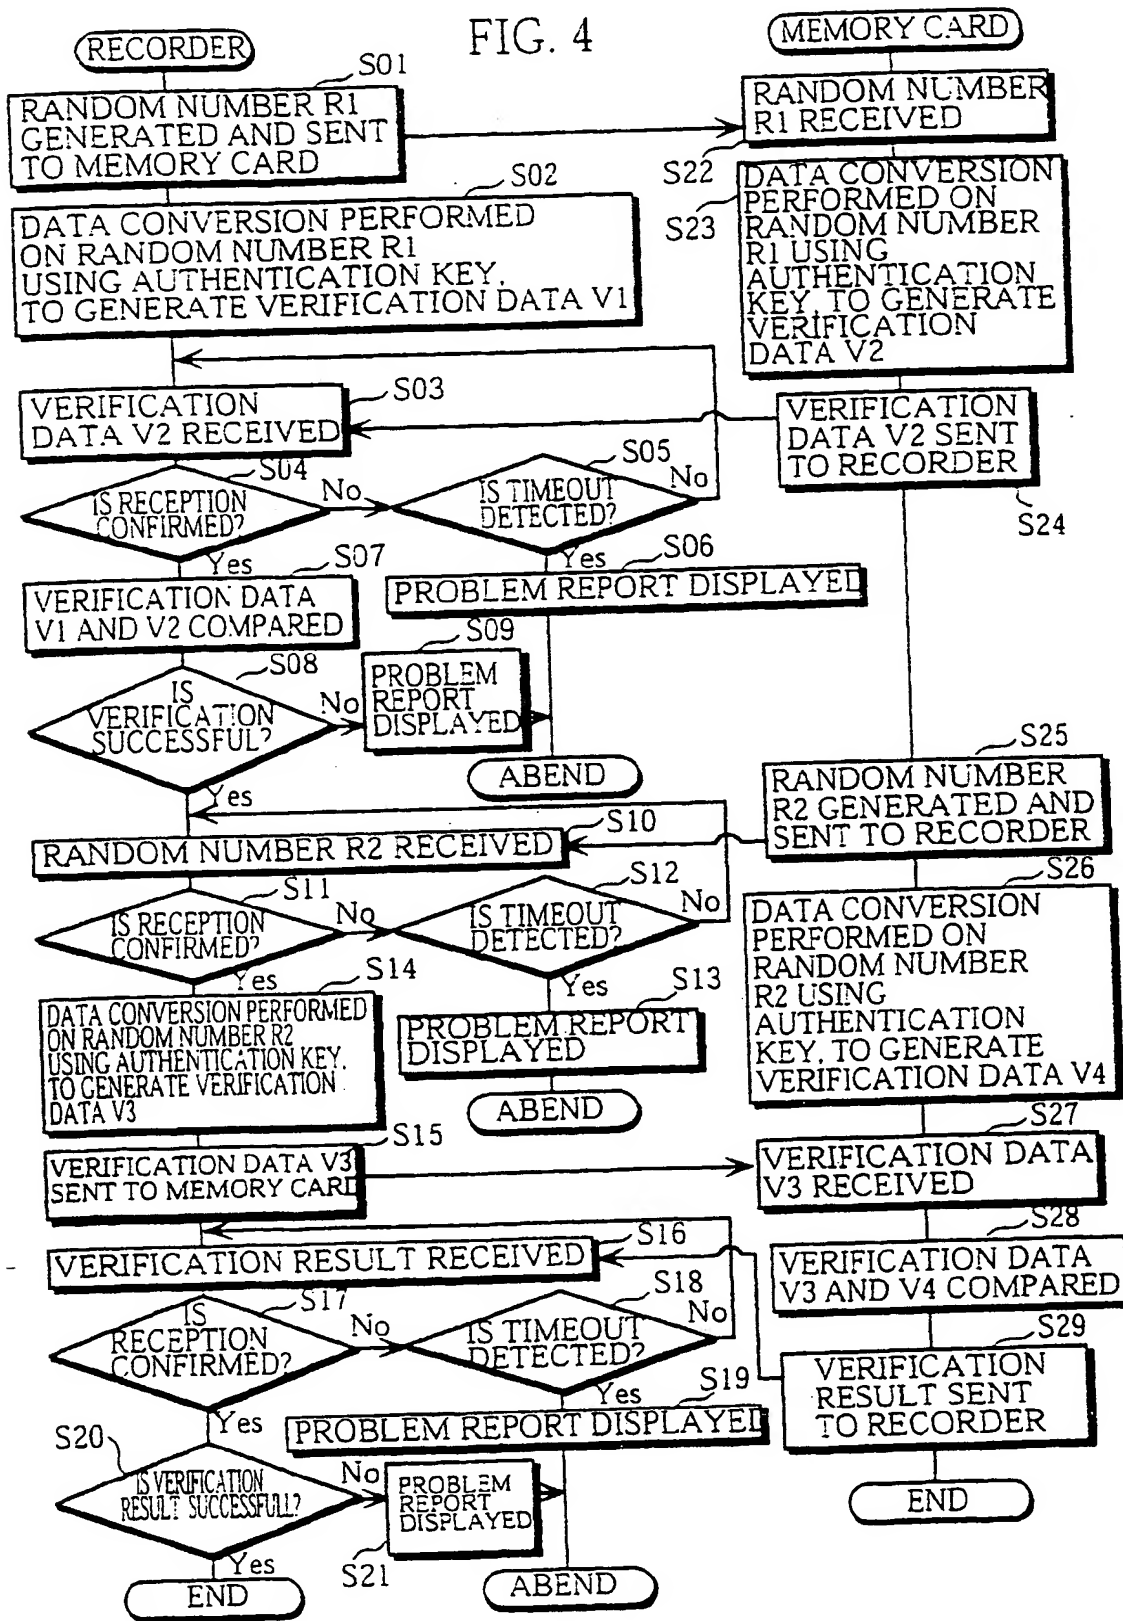 FIG. 4
RECORDER
S01
RANDOM NUMBER R1
GENERATED AND SENT
TO MEMORY CARD
S02
DATA CONVERSION PERFORMED
ON RANDOM NUMBER R1
USING AUTHENTICATION KEY,
TO GENERATE VERIFICATION DATA V1
S03
VERIFICATION
DATA V2 RECEIVED
S04
IS RECEPTION
CONFIRMED?
No
S05
IS TIMEOUT
DETECTED?
No
Yes
Yes
S06
PROBLEM REPORT DISPLAYED
S07
VERIFICATION DATA
V1 AND V2 COMPARED
S08
IS
VERIFICATION
SUCCESSFUL?
No
S09
PROBLEM
REPORT
DISPLAYED
ABEND
Yes
S10
RANDOM NUMBER R2 RECEIVED
S11
IS RECEPTION
CONFIRMED?
No
S12
IS TIMEOUT
DETECTED?
No
Yes
Yes
S13
PROBLEM REPORT
DISPLAYED
ABEND
S14
DATA CONVERSION PERFORMED
ON RANDOM NUMBER R2
USING AUTHENTICATION KEY,
TO GENERATE VERIFICATION
DATA V3
S15
VERIFICATION DATA V3
SENT TO MEMORY CARD
S16
VERIFICATION RESULT RECEIVED
S17
IS
RECEPTION
CONFIRMED?
No
S18
IS TIMEOUT
DETECTED?
No
Yes
Yes
S19
PROBLEM REPORT DISPLAYED
S20
IS VERIFICATION
RESULT SUCCESSFULL?
No
PROBLEM
REPORT
DISPLAYED
S21
Yes
END
ABEND
MEMORY CARD
RANDOM NUMBER
R1 RECEIVED
S22
S23
DATA CONVERSION
PERFORMED ON
RANDOM NUMBER
R1 USING
AUTHENTICATION
KEY, TO GENERATE
VERIFICATION
DATA V2
VERIFICATION
DATA V2 SENT
TO RECORDER
S24
S25
RANDOM NUMBER
R2 GENERATED AND
SENT TO RECORDER
S26
DATA CONVERSION
PERFORMED ON
RANDOM NUMBER
R2 USING
AUTHENTICATION
KEY, TO GENERATE
VERIFICATION DATA V4
S27
VERIFICATION DATA
V3 RECEIVED
S28
VERIFICATION DATA
V3 AND V4 COMPARED
S29
VERIFICATION
RESULT SENT
TO RECORDER
END